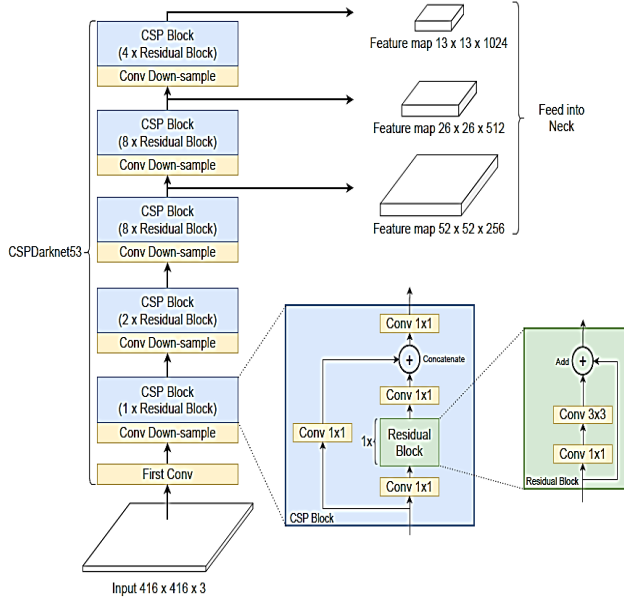 CSP Block
(4 x Residual Block)
Conv Down-sample
Feature map 13 x 13 x 1024
CSP Block
(8 x Residual Block)
Conv Down-sample
Feature map 26 x 26 x 512
Feed into
Neck
CSP Block
(8 x Residual Block)
Conv Down-sample
Feature map 52 x 52 x 256
CSPDarknet53
CSP Block
(2 x Residual Block)
Conv Down-sample
CSP Block
(1 x Residual Block)
Conv Down-sample
First Conv
Input 416 x 416 x 3
Conv 1x1
+
Concatenate
Conv 1x1
Conv 1x1
1x
Residual
Block
Conv 1x1
CSP Block
Add
+
Conv 3x3
Conv 1x1
Residual Block